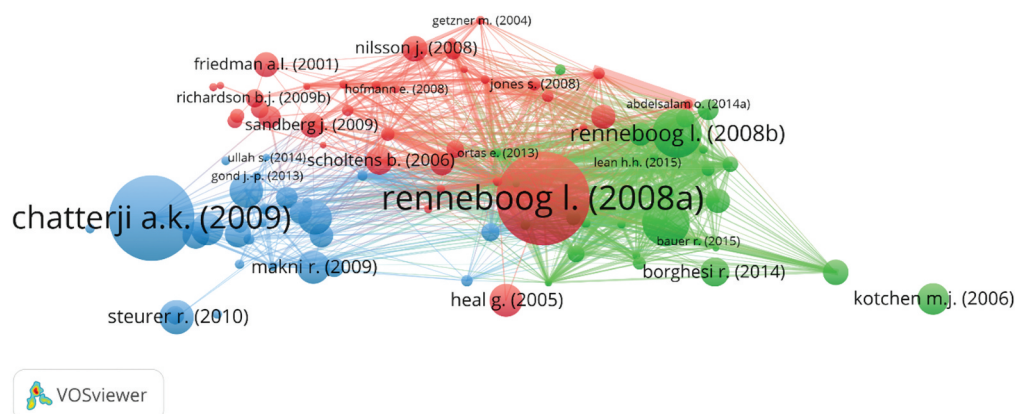 getzner m. (2004)
nilsson j. (2008)
friedman a.l. (2001)
hofmann e. (2008)
jones s. (2008)
richardson b.j. (2009b)
abdelsalam o. (2014a)
sandberg j. (2009)
renneboog l. (2008b)
ullah s. (2014)
scholtens b. (2006)
ortas e. (2013)
lean h.h. (2015)
gond j.-p. (2013)
renneboog l. (2008a)
chatterji a.k. (2009)
bauer r. (2015)
makni r. (2009)
borghesi r. (2014)
heal g. (2005)
kotchen m.j. (2006)
steurer r. (2010)
VOSviewer